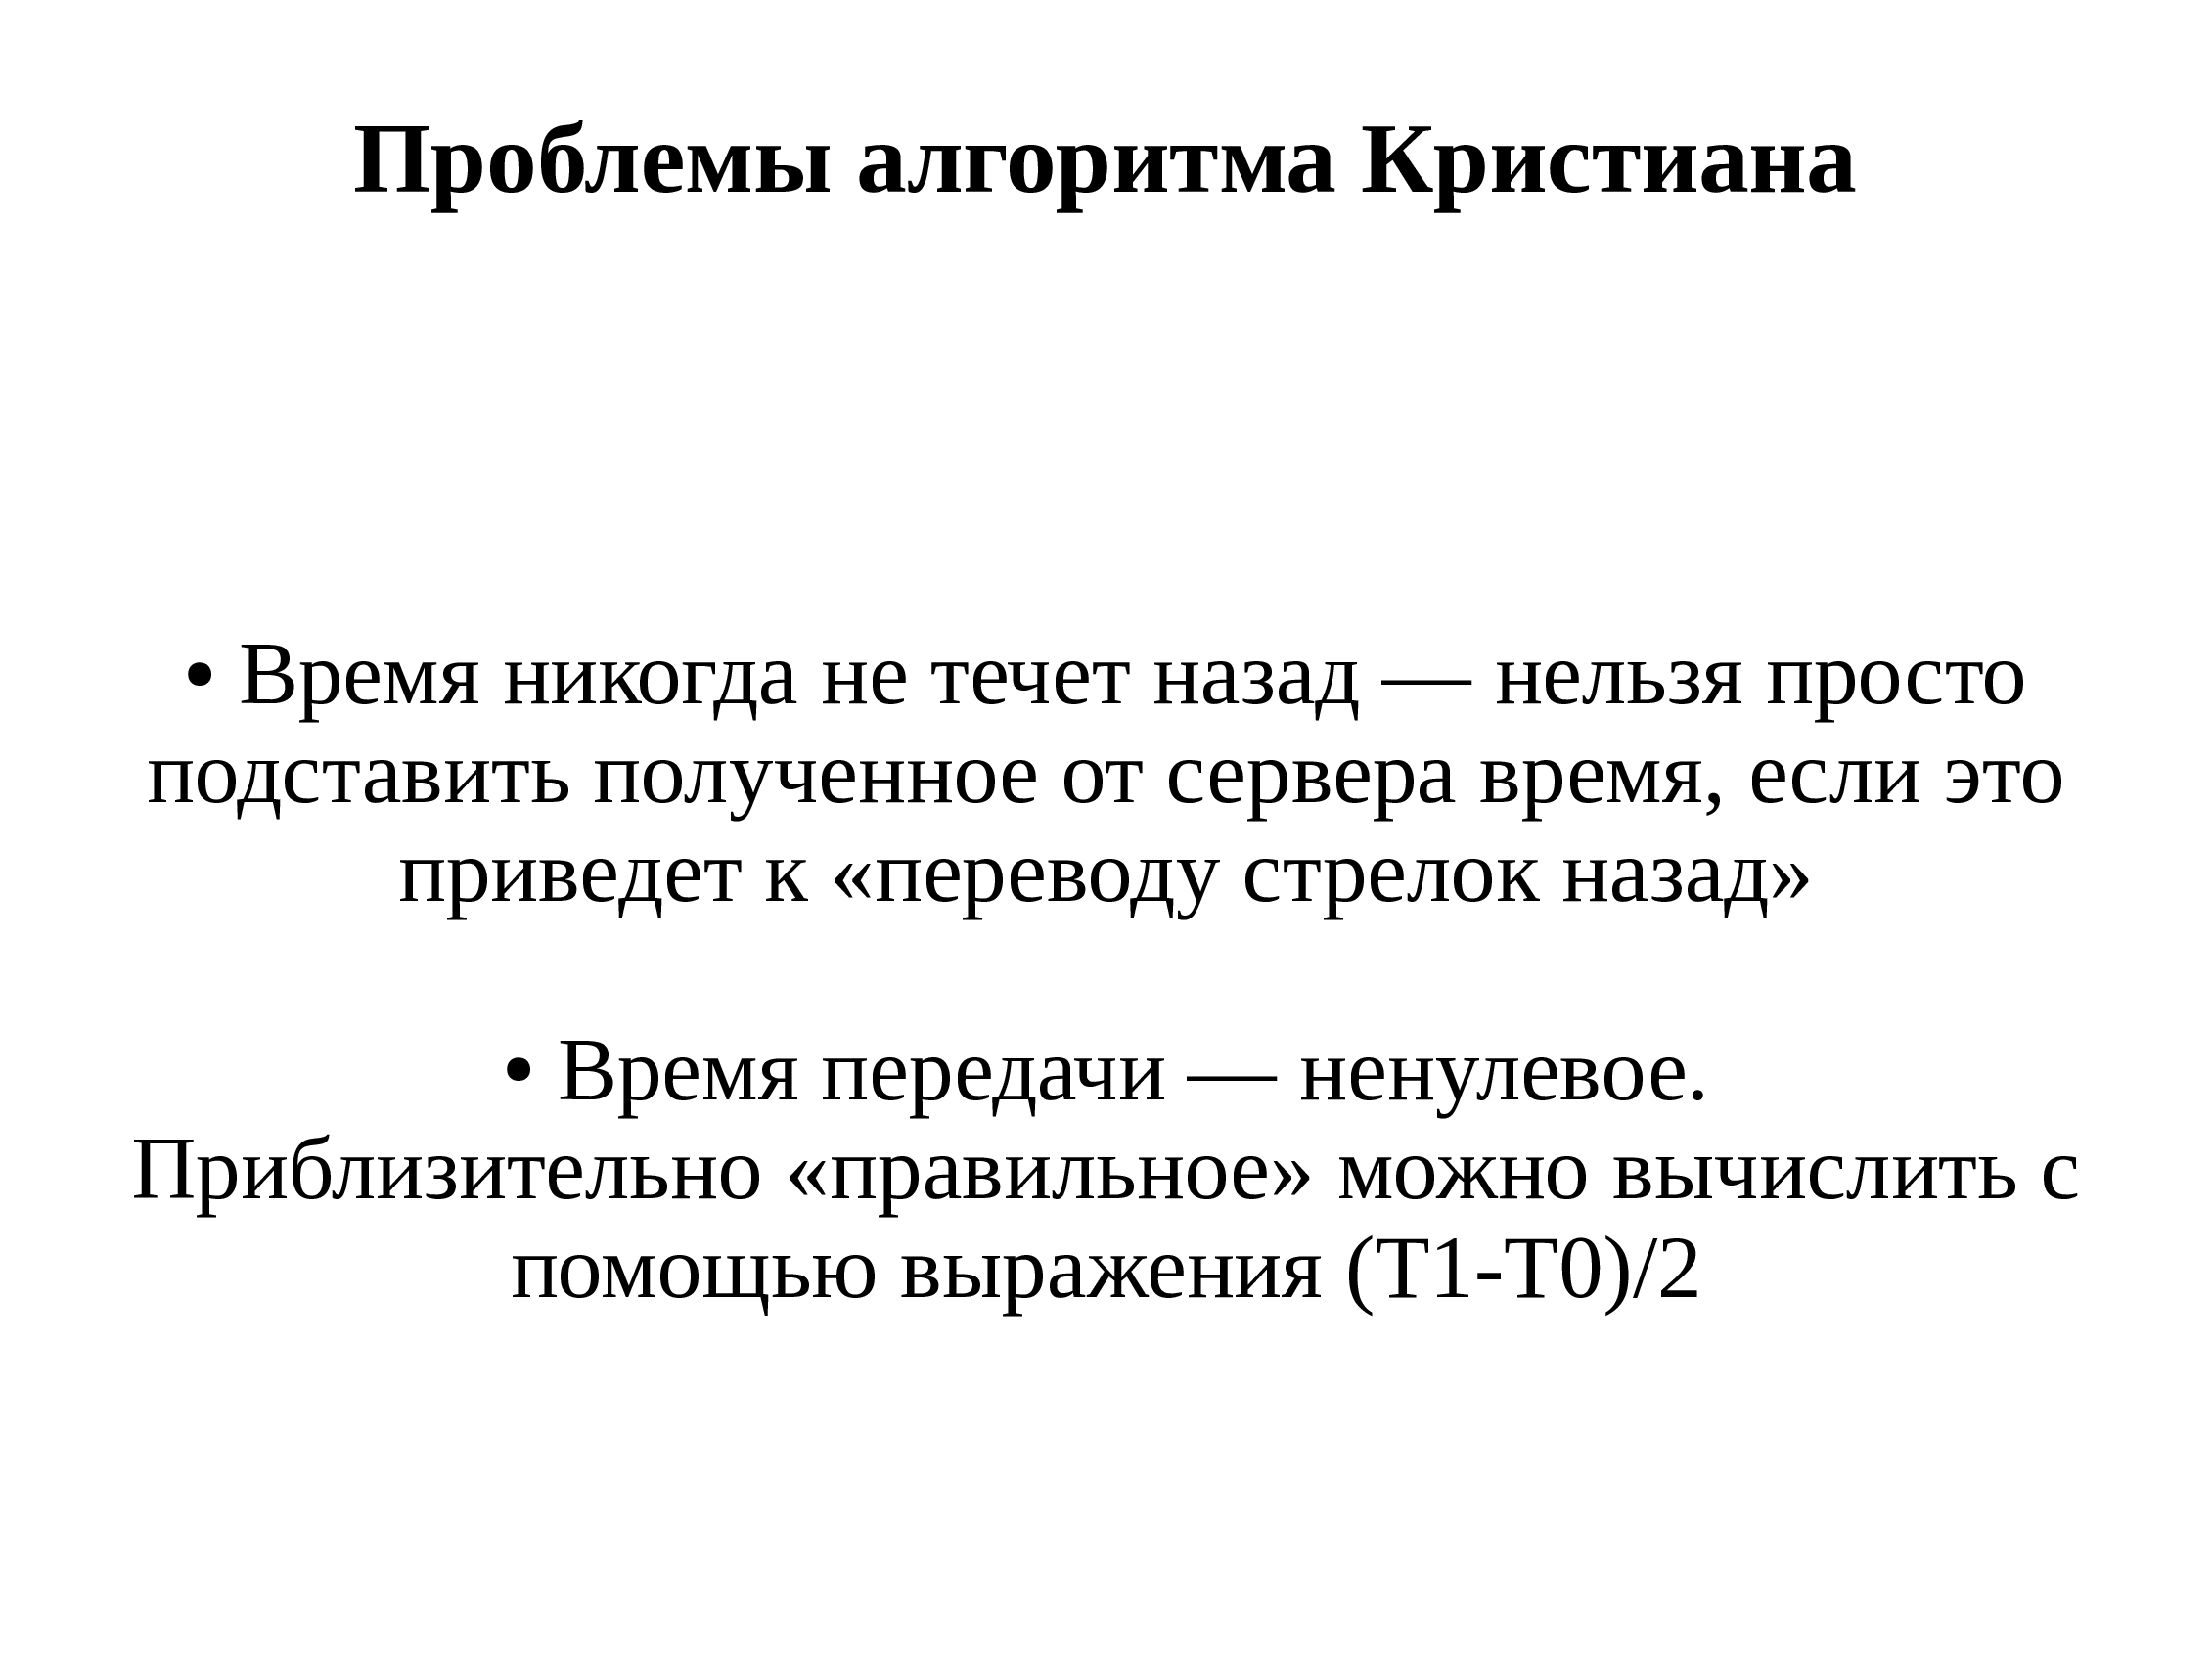 Проблемы алгоритма Кристиана
• Время никогда не течет назад — нельзя просто
подставить полученное от сервера время, если это
приведет к «переводу стрелок назад»
• Время передачи — ненулевое.
Приблизительно «правильное» можно вычислить с
помощью выражения (T1-T0)/2